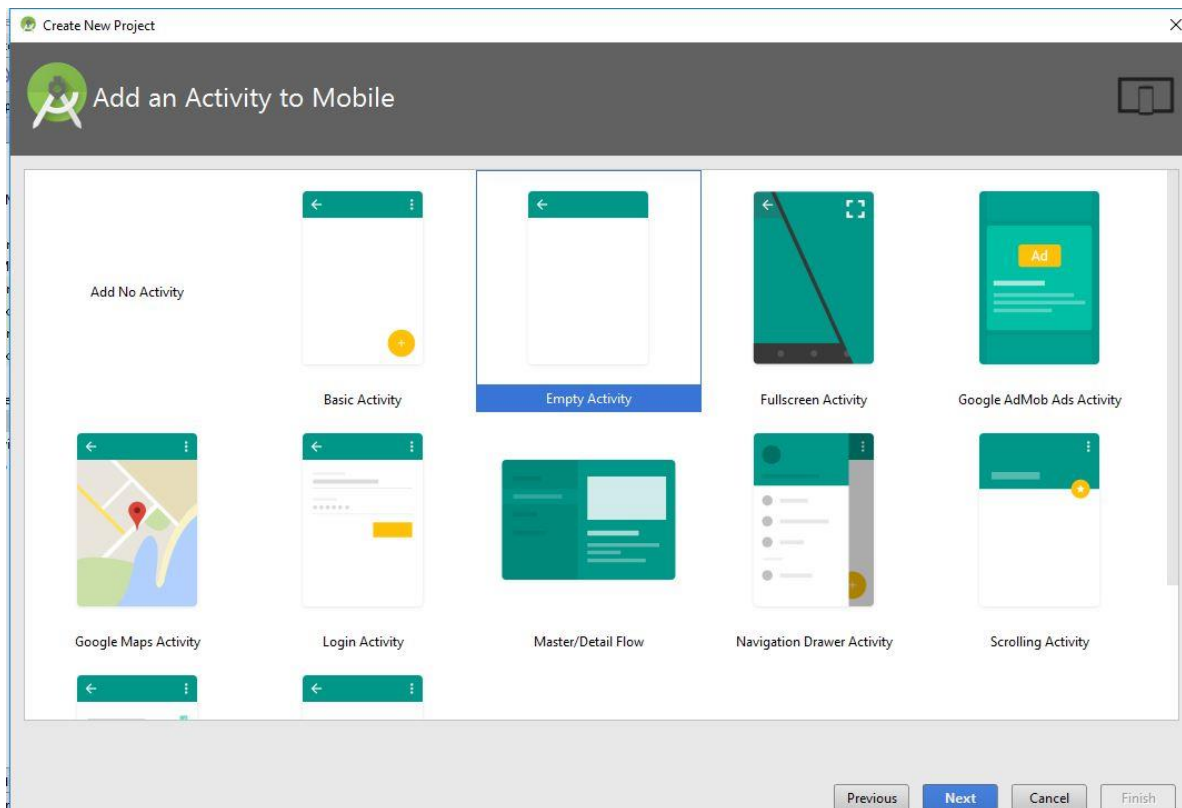 Create New Project
Add an Activity to Mobile
Add No Activity
Basic Activity
Empty Activity
Fullscreen Activity
Ad
Google AdMob Ads Activity
Google Maps Activity
Login Activity
Master/Detail Flow
Navigation Drawer Activity
Scrolling Activity
Previous
Next
Cancel
Finish